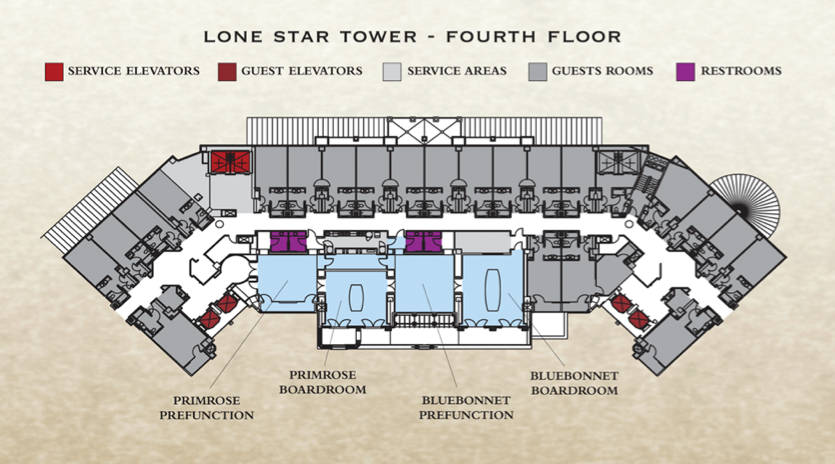 LONE STAR TOWER - FOURTH FLOOR
SERVICE ELEVATORS
GUEST ELEVATORS
SERVICE AREAS
GUESTS ROOMS
RESTROOMS
PRIMROSE
PREFUNCTION
PRIMROSE
BOARDROOM
BLUEBONNET
PREFUNCTION
BLUEBONNET
BOARDROOM